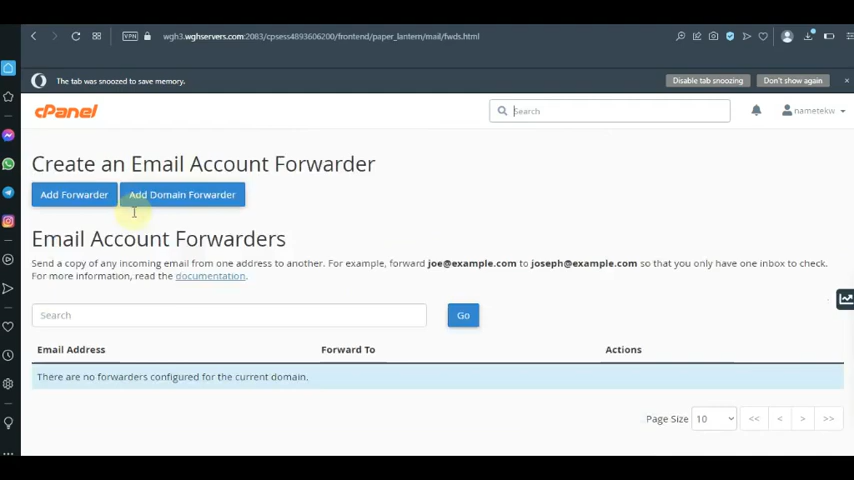 VPN
wgh3.wghservers.com:2083/cpsess4893606200/frontend/paper_lantern/mail/fwds.html
The tab was snoozed to save memory.
Disable tab snoozing
Don't show again
cPanel
Search
nametekw
Create an Email Account Forwarder
Add Forwarder
Add Domain Forwarder
Email Account Forwarders
Send a copy of any incoming email from one address to another. For example, forward joe@example.com to joseph@example.com so that you only have one inbox to check.
For more information, read the documentation.
Search
Go
Email Address
Forward To
Actions
There are no forwarders configured for the current domain.
Page Size
10
<<
<
>
>>